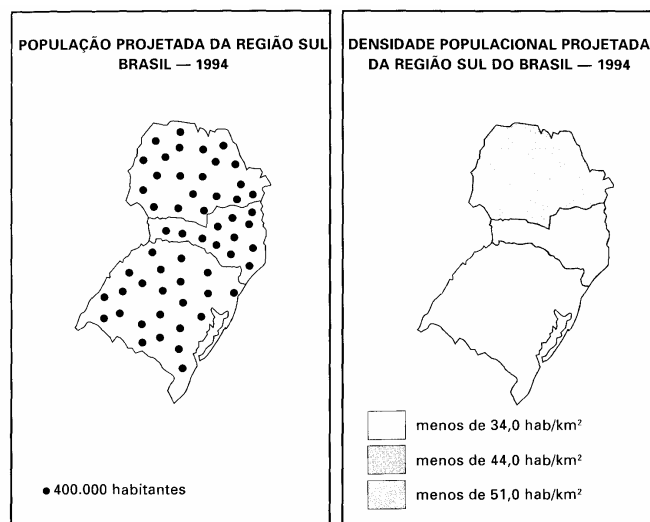 POPULAÇÃO PROJETADA DA REGIÃO SUL
BRASIL — 1994
400.000 habitantes
DENSIDADE POPULACIONAL PROJETADA
DA REGIÃO SUL DO BRASIL — 1994
menos de 34,0 hab/km²
menos de 44,0 hab/km²
menos de 51,0 hab/km²